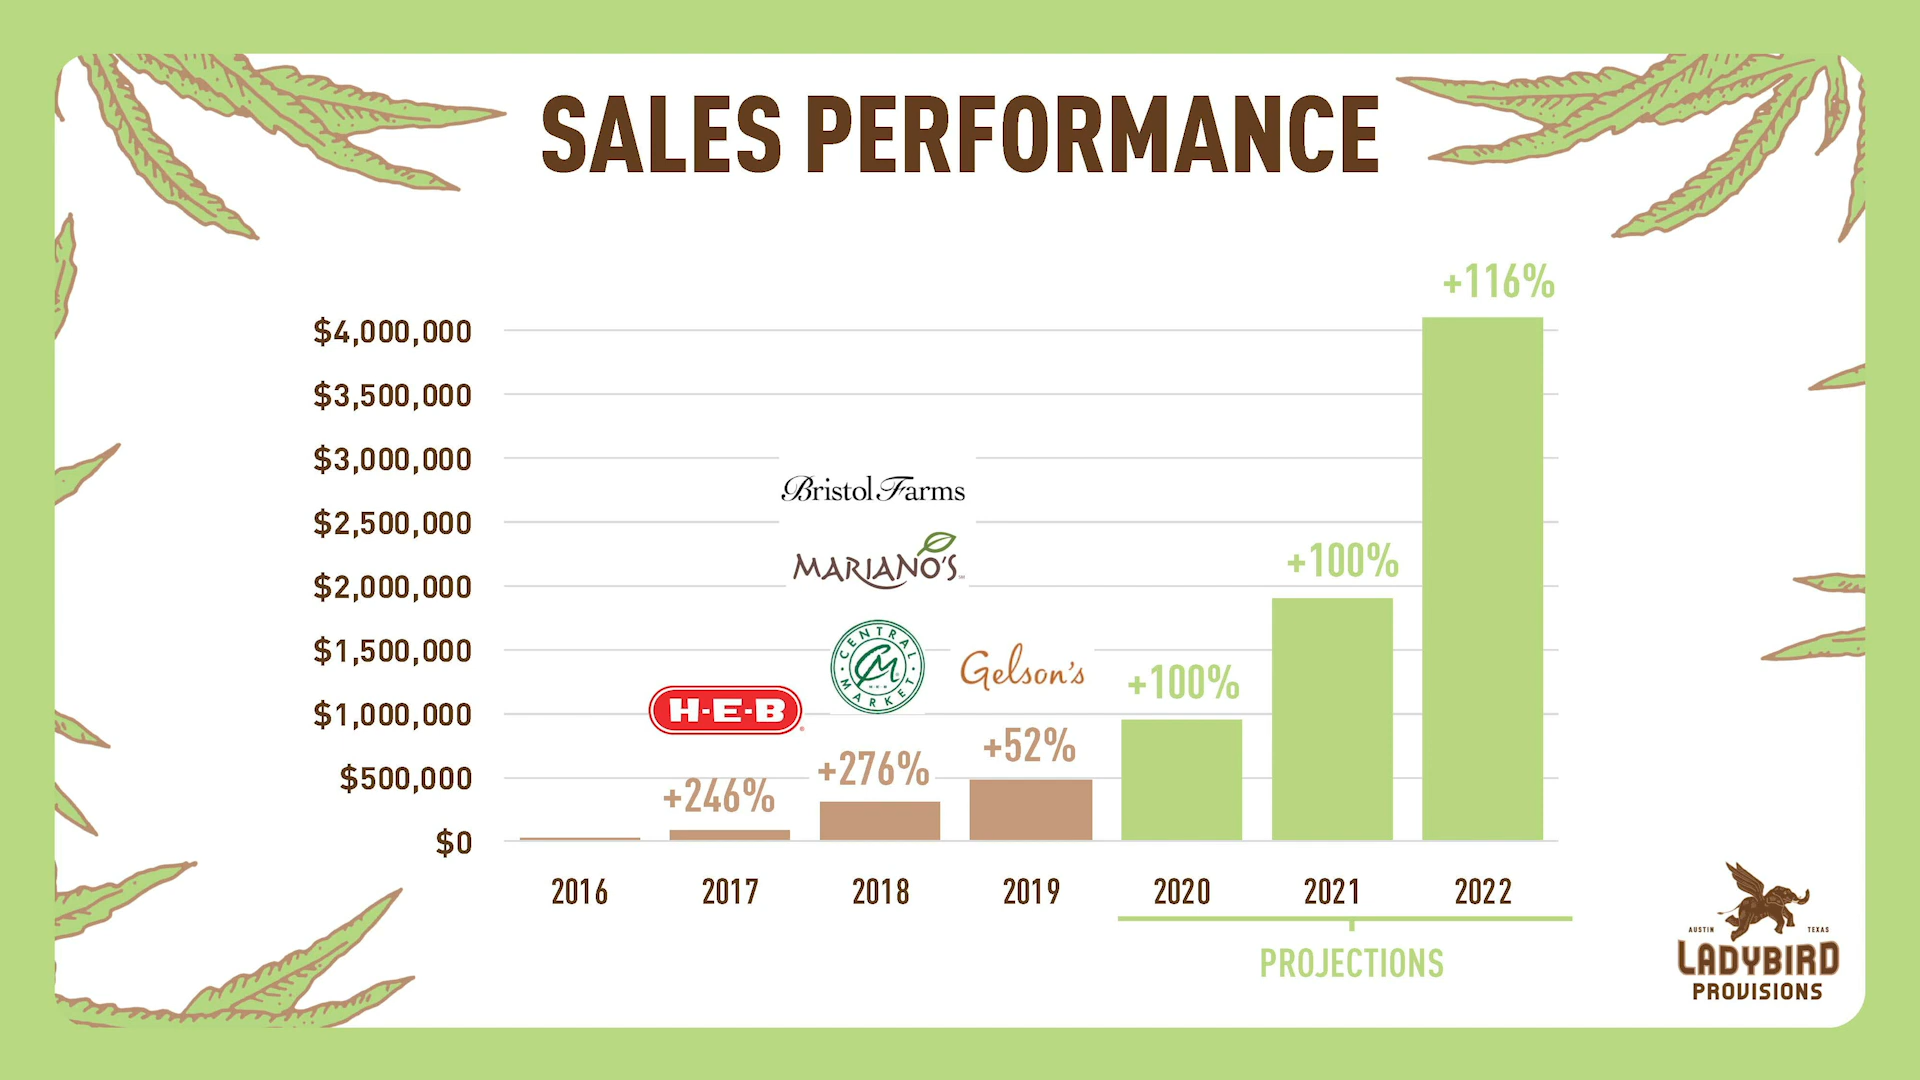 SALES PERFORMANCE
+116%
$4,000,000
$3,500,000
$3,000,000
Bristol Farms
$2,500,000
+100%
MARIANO'S
$2,000,000
$1,500,000
CENTRAL MARKET
CM
H-E-B
Gelson's
+100%
$1,000,000
H-E-B
+52%
+276%
$500,000
+246%
$0
2016 2017 2018 2019 2020 2021 2022
PROJECTIONS
AUSTIN TEXAS
LADYBIRD
PROVISIONS